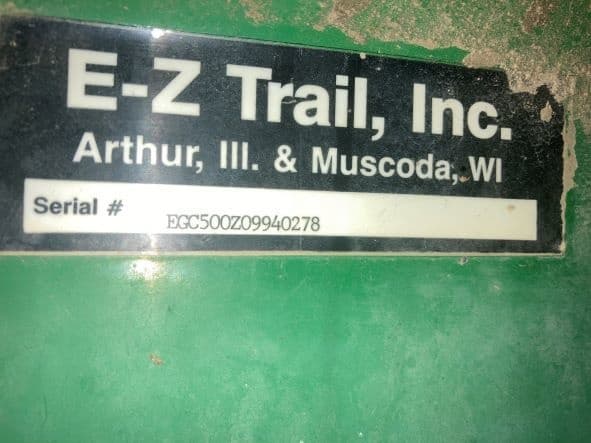 E-Z Trail, Inc.
Arthur, Ill. & Muscoda, WI
Serial # EGC500Z09940278